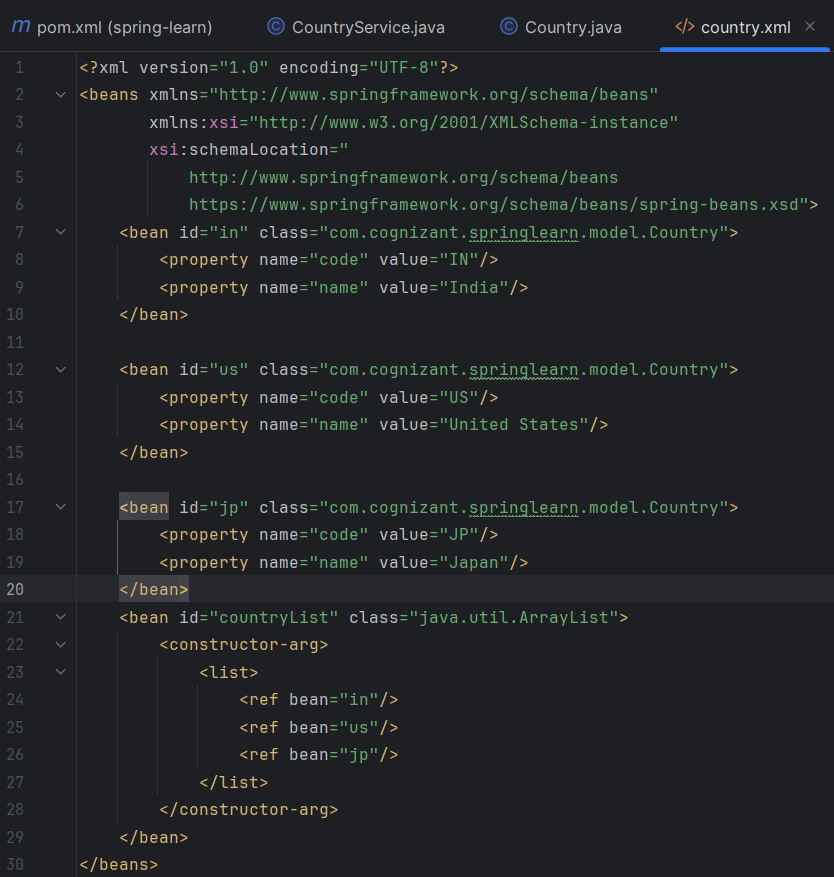 m pom.xml (spring-learn) C CountryService.java C Country.java </> country.xml ×
1 <?xml version="1.0" encoding="UTF-8"?>
2 <beans xmlns="http://www.springframework.org/schema/beans"
3 xmlns:xsi="http://www.w3.org/2001/XMLSchema-instance"
4 xsi:schemaLocation="
5 http://www.springframework.org/schema/beans
6 https://www.springframework.org/schema/beans/spring-beans.xsd">
7 <bean id="in" class="com.cognizant.springlearn.model.Country">
8 <property name="code" value="IN"/>
9 <property name="name" value="India"/>
10 </bean>
11
12 <bean id="us" class="com.cognizant.springlearn.model.Country">
13 <property name="code" value="US"/>
14 <property name="name" value="United States"/>
15 </bean>
16
17 <bean id="jp" class="com.cognizant.springlearn.model.Country">
18 <property name="code" value="JP"/>
19 <property name="name" value="Japan"/>
20 </bean>
21 <bean id="countryList" class="java.util.ArrayList">
22 <constructor-arg>
23 <list>
24 <ref bean="in"/>
25 <ref bean="us"/>
26 <ref bean="jp"/>
27 </list>
28 </constructor-arg>
29 </bean>
30 </beans>